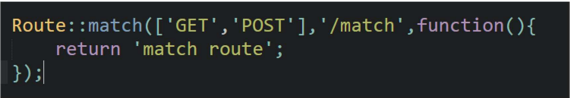 Route::match(['GET','POST'],'/match',function(){
    return 'match route';
});